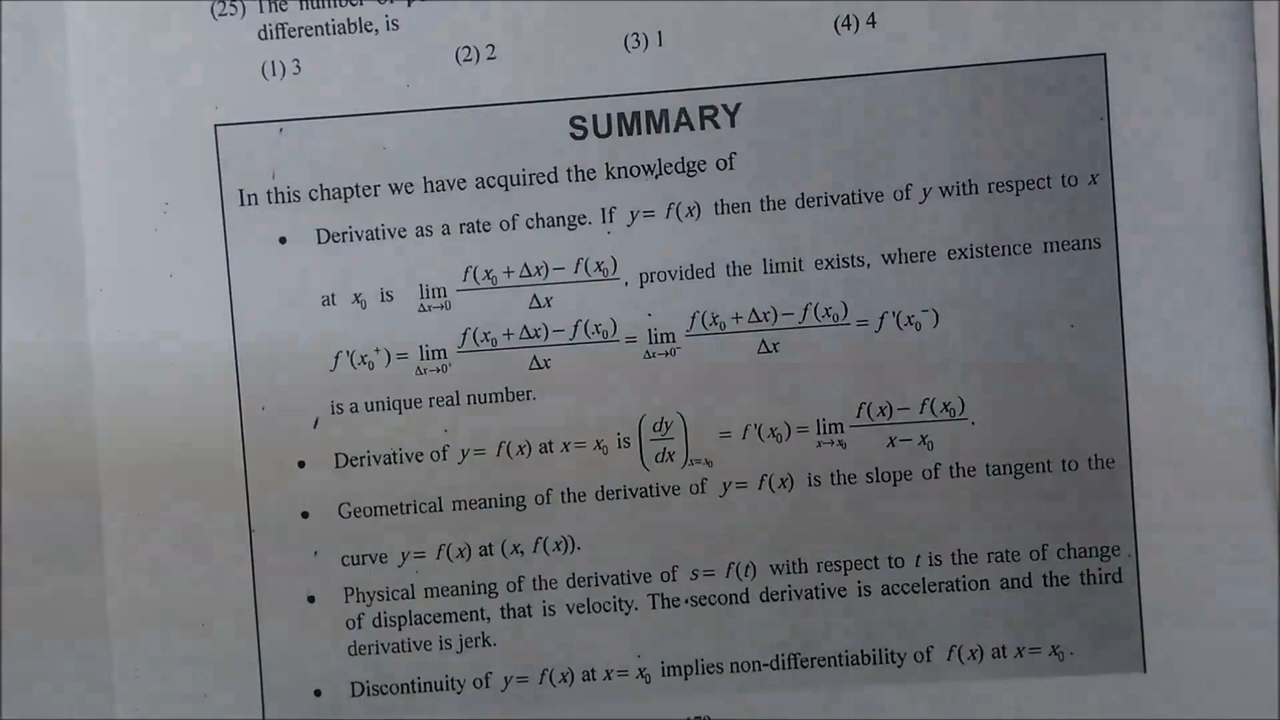 (25) The number of
differentiable, is
(1) 3 (2) 2 (3) 1 (4) 4
SUMMARY
In this chapter we have acquired the knowledge of
• Derivative as a rate of change. If y = f(x) then the derivative of y with respect to x
at x₀ is lim Δx→0 (f(x₀ + Δx) − f(x₀))/Δx, provided the limit exists, where existence means
f'(x₀⁺) = lim Δx→0⁺ (f(x₀ + Δx) − f(x₀))/Δx = lim Δx→0⁻ (f(x₀ + Δx) − f(x₀))/Δx = f'(x₀⁻)
is a unique real number.
• Derivative of y = f(x) at x = x₀ is (dy/dx)x=x₀ = f'(x₀) = lim x→x₀ (f(x) − f(x₀))/(x − x₀).
• Geometrical meaning of the derivative of y = f(x) is the slope of the tangent to the
curve y = f(x) at (x, f(x)).
• Physical meaning of the derivative of s = f(t) with respect to t is the rate of change
of displacement, that is velocity. The second derivative is acceleration and the third
derivative is jerk.
• Discontinuity of y = f(x) at x = x₀ implies non-differentiability of f(x) at x = x₀.